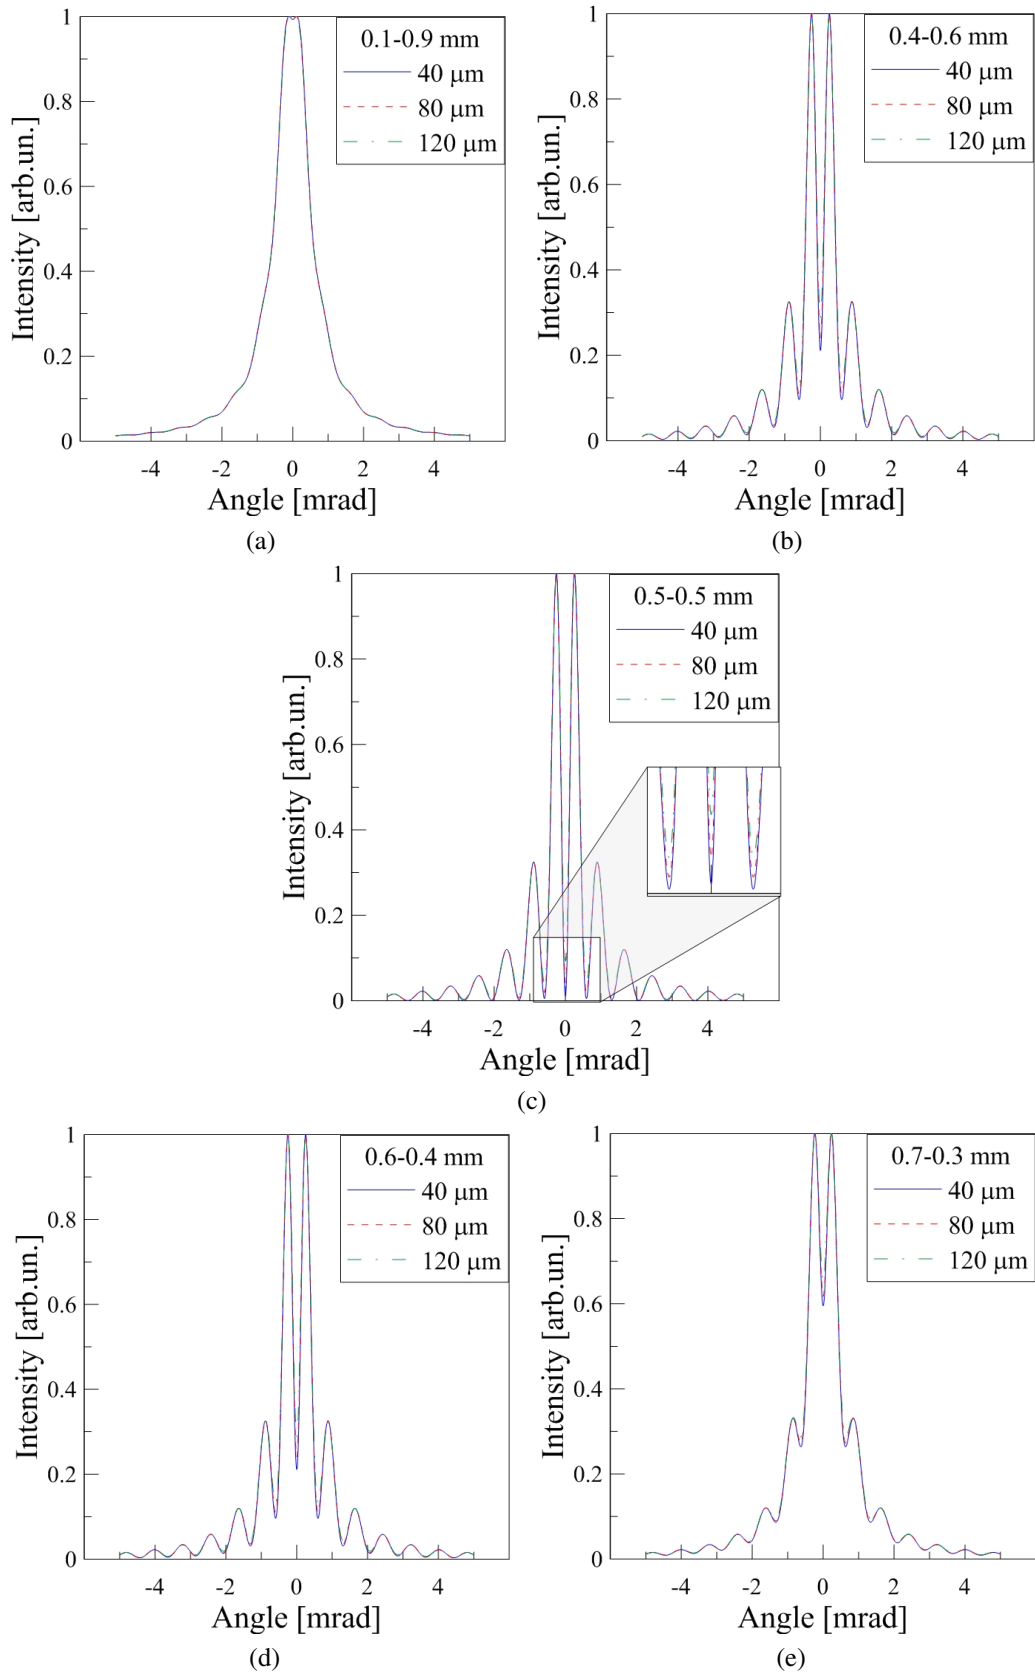 1
0.8
0.6
0.4
0.2
0
Intensity [arb.un.]
-4 -2 0 2 4
Angle [mrad]
0.1-0.9 mm
40 μm
80 μm
120 μm
(a)
1
0.8
0.6
0.4
0.2
0
Intensity [arb.un.]
-4 -2 0 2 4
Angle [mrad]
0.4-0.6 mm
40 μm
80 μm
120 μm
(b)
1
0.8
0.6
0.4
0.2
0
Intensity [arb.un.]
-4 -2 0 2 4
Angle [mrad]
0.5-0.5 mm
40 μm
80 μm
120 μm
(c)
1
0.8
0.6
0.4
0.2
0
Intensity [arb.un.]
-4 -2 0 2 4
Angle [mrad]
0.6-0.4 mm
40 μm
80 μm
120 μm
(d)
1
0.8
0.6
0.4
0.2
0
Intensity [arb.un.]
-4 -2 0 2 4
Angle [mrad]
0.7-0.3 mm
40 μm
80 μm
120 μm
(e)